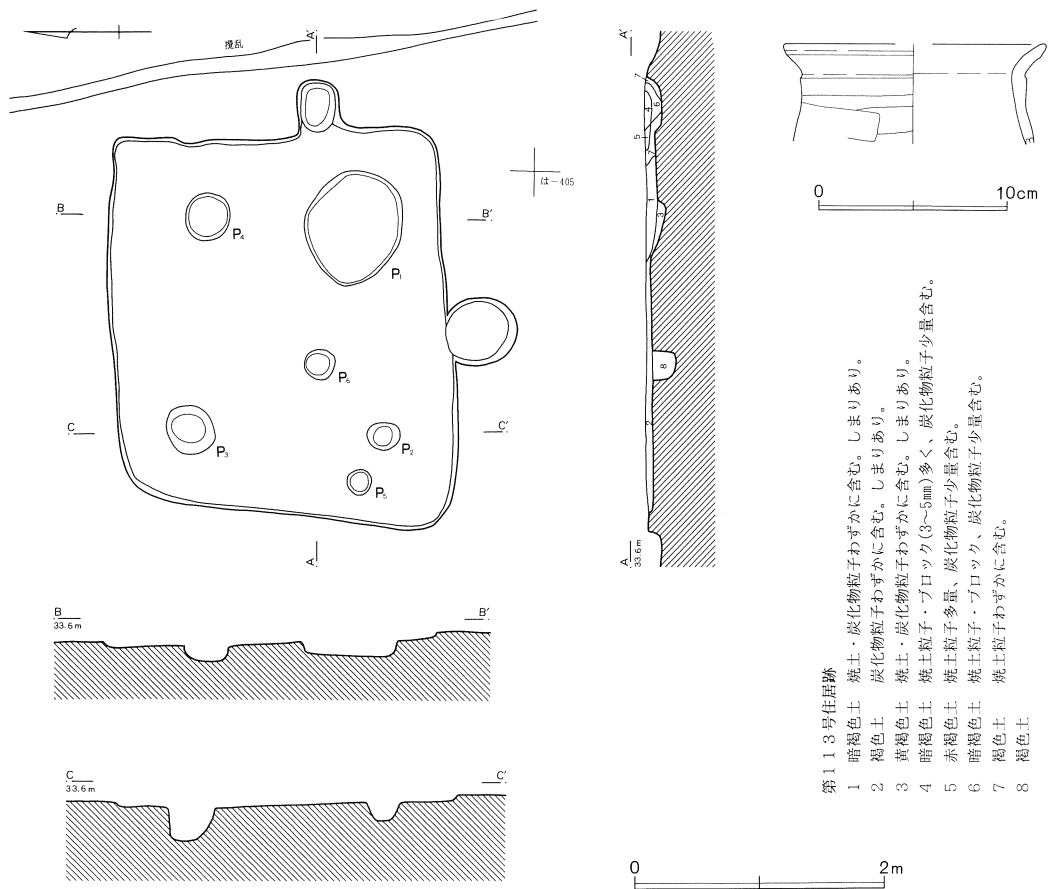 攪乱
A′
は－405
B
B′
P4
P1
P6
C
C′
P3
P2
P5
A
A′
7
6
4
5
7
1
3
8
2
A
33.6m
0
10cm
B
33.6m
B′
C
33.6m
C′
第113号住居跡
1 暗褐色土 焼土・炭化物粒子わずかに含む。しまりあり。
2 褐色土 炭化物粒子わずかに含む。しまりあり。
3 黄褐色土 焼土・炭化物粒子わずかに含む。しまりあり。
4 暗褐色土 焼土粒子・ブロック(3〜5mm)多く、炭化物粒子少量含む。
5 赤褐色土 焼土粒子多量、炭化物粒子少量含む。
6 暗褐色土 焼土粒子・ブロック、炭化物粒子少量含む。
7 褐色土 焼土粒子わずかに含む。
8 褐色土
0
2m